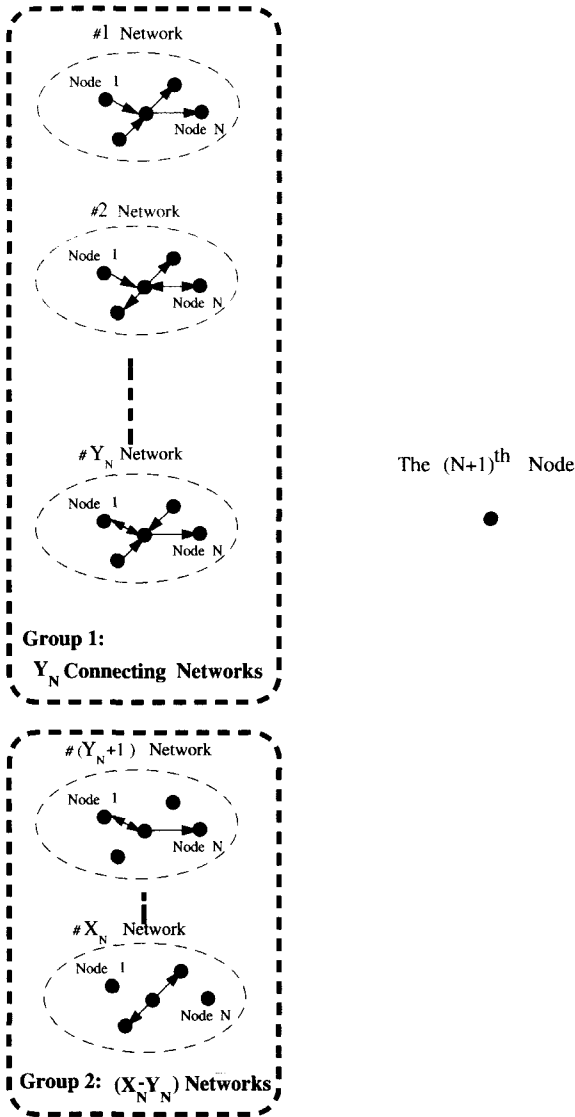 #1 Network
Node 1
Node N
#2 Network
Node 1
Node N
# Y_N Network
Node 1
Node N
Group 1:
Y_N Connecting Networks
The (N+1)^th Node
#(Y_N+1) Network
Node 1
Node N
#X_N Network
Node 1
Node N
Group 2: (X_N-Y_N) Networks